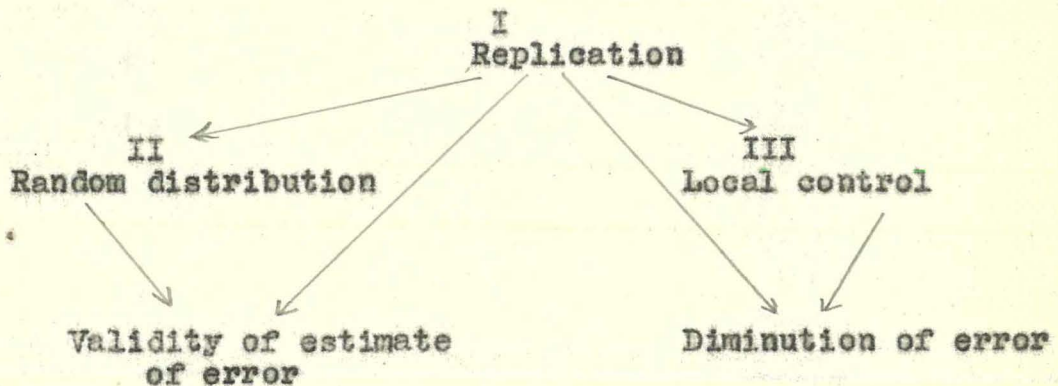 I
Replication
II
Random distribution
III
Local control
Validity of estimate
of error
Diminution of error